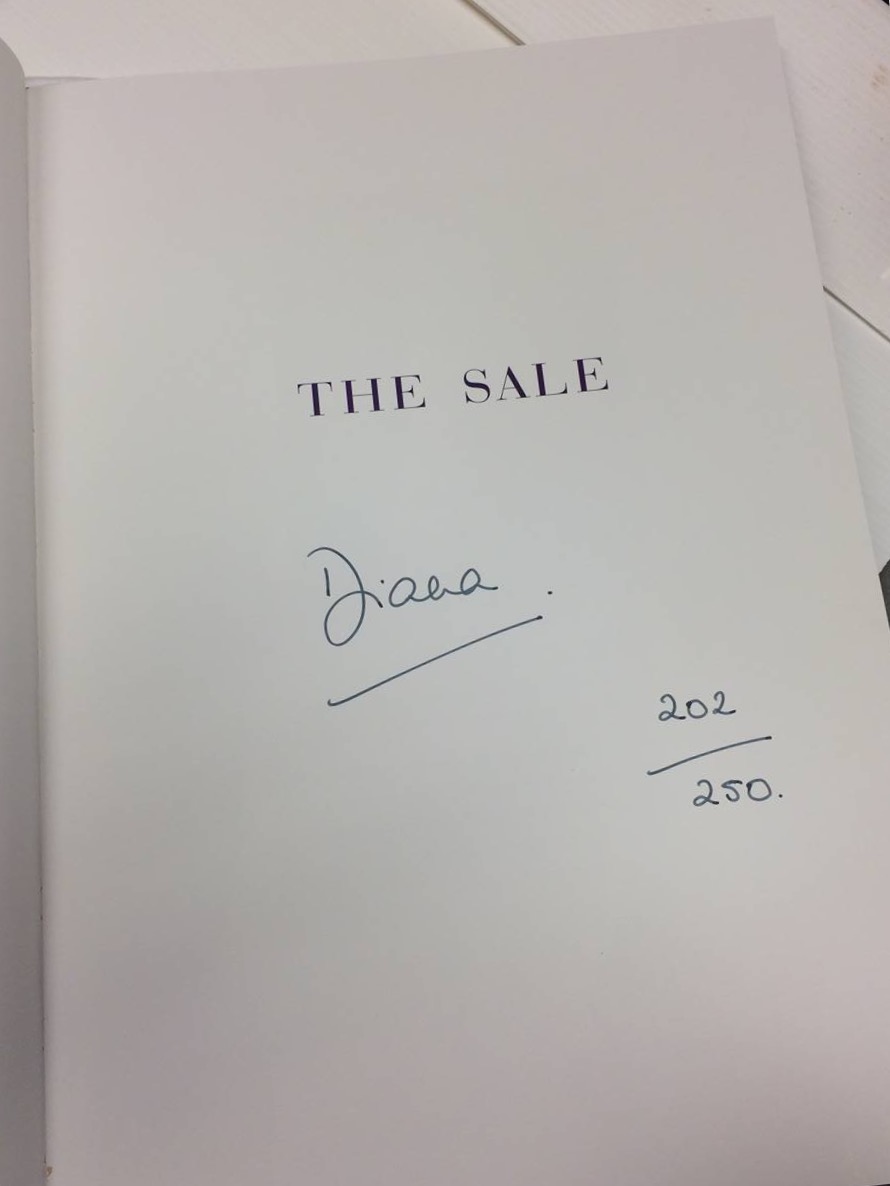 THE SALE
Diana.
202
250.